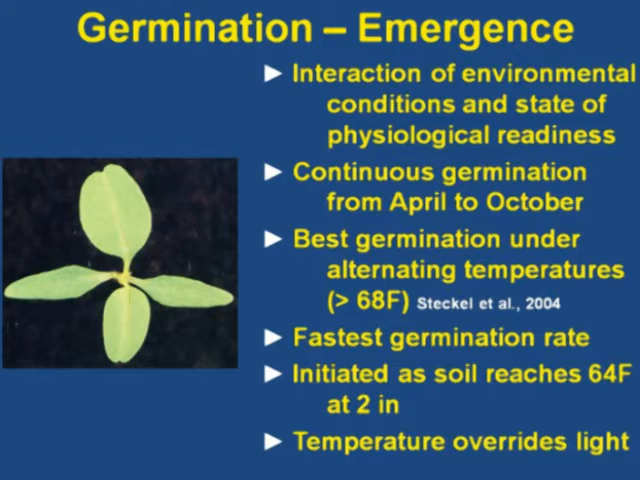 Germination – Emergence
► Interaction of environmental
conditions and state of
physiological readiness
► Continuous germination
from April to October
► Best germination under
alternating temperatures
(> 68F) Steckel et al., 2004
► Fastest germination rate
► Initiated as soil reaches 64F
at 2 in
► Temperature overrides light